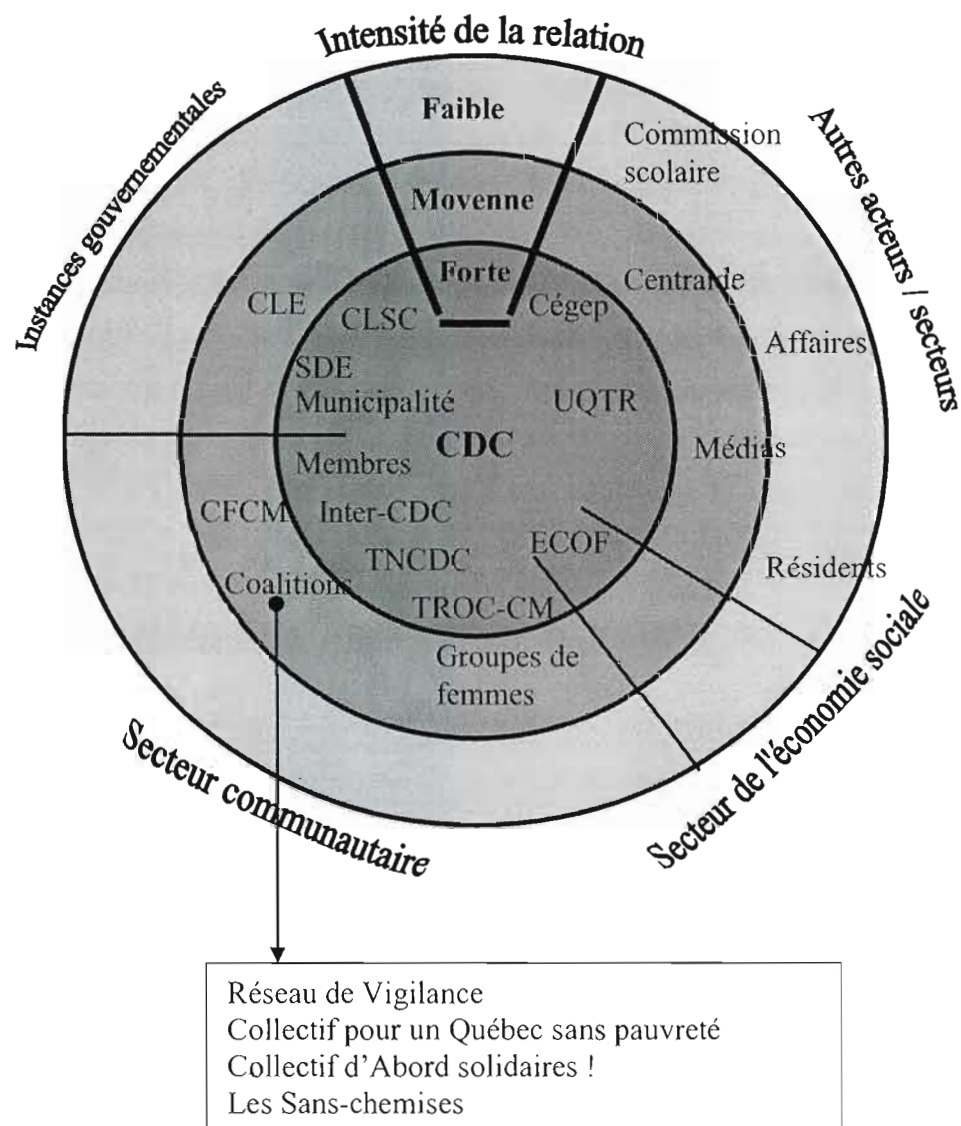 Intensité de la relation
Instances gouvernementales
Autres acteurs / secteurs
Faible
Movenne
Forte
Commission
scolaire
Centraide
CLE
CLSC
Cégep
Affaires
SDE
Municipalité
UQTR
CDC
Médias
Membres
CFCM
Inter-CDC
ECOF
TNCDC
Résidents
Coalitions
TROC-CM
Groupes de
femmes
Secteur communautaire
Secteur de l'économie sociale
Réseau de Vigilance
Collectif pour un Québec sans pauvreté
Collectif d'Abord solidaires !
Les Sans-chemises